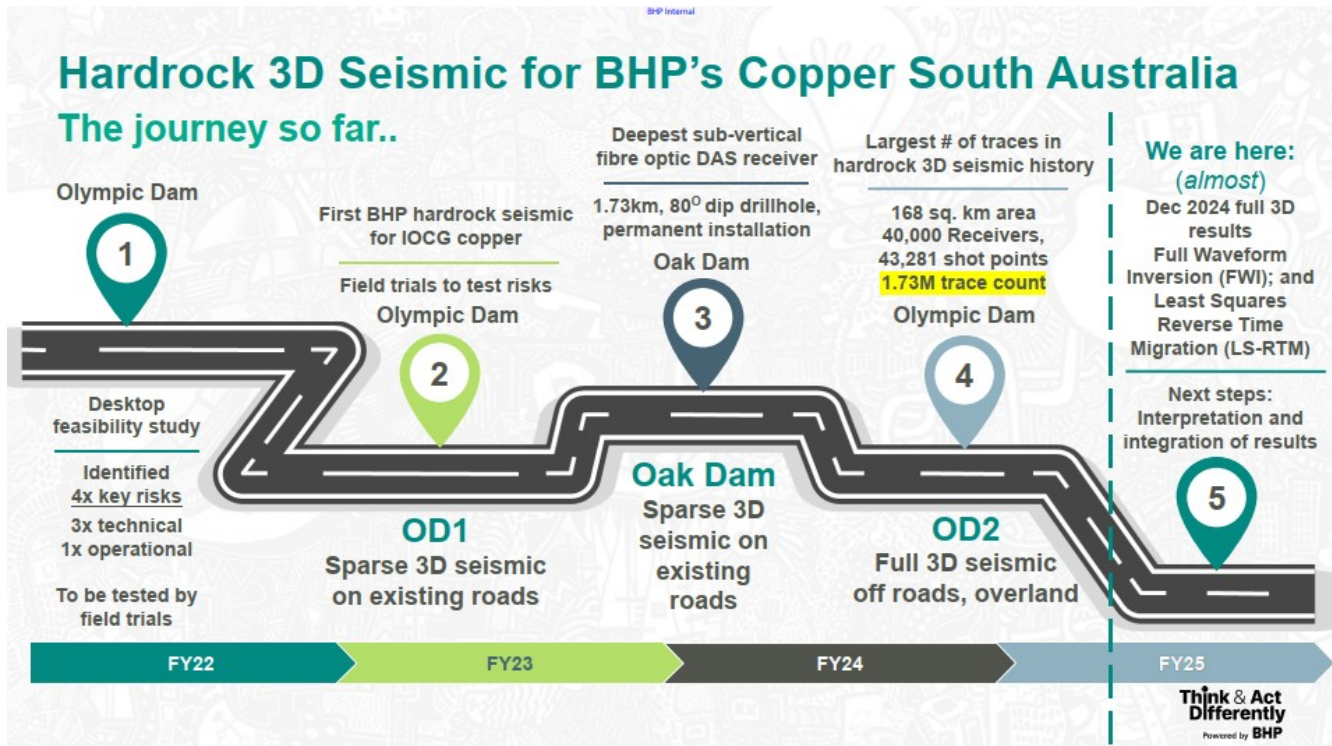 BHP Internal
Hardrock 3D Seismic for BHP's Copper South Australia
The journey so far..
Olympic Dam
1
Desktop
feasibility study
Identified
4x key risks
3x technical
1x operational
To be tested by
field trials
First BHP hardrock seismic
for IOCG copper
Field trials to test risks
Olympic Dam
2
OD1
Sparse 3D seismic
on existing roads
Deepest sub-vertical
fibre optic DAS receiver
1.73km, 80⁰ dip drillhole,
permanent installation
Oak Dam
3
Oak Dam
Sparse 3D
seismic on
existing
roads
Largest # of traces in
hardrock 3D seismic history
168 sq. km area
40,000 Receivers,
43,281 shot points
1.73M trace count
Olympic Dam
4
OD2
Full 3D seismic
off roads, overland
We are here:
(almost)
Dec 2024 full 3D
results
Full Waveform
Inversion (FWI); and
Least Squares
Reverse Time
Migration (LS-RTM)
Next steps:
Interpretation and
integration of results
5
FY22
FY23
FY24
FY25
Think & Act
Differently
Powered by BHP